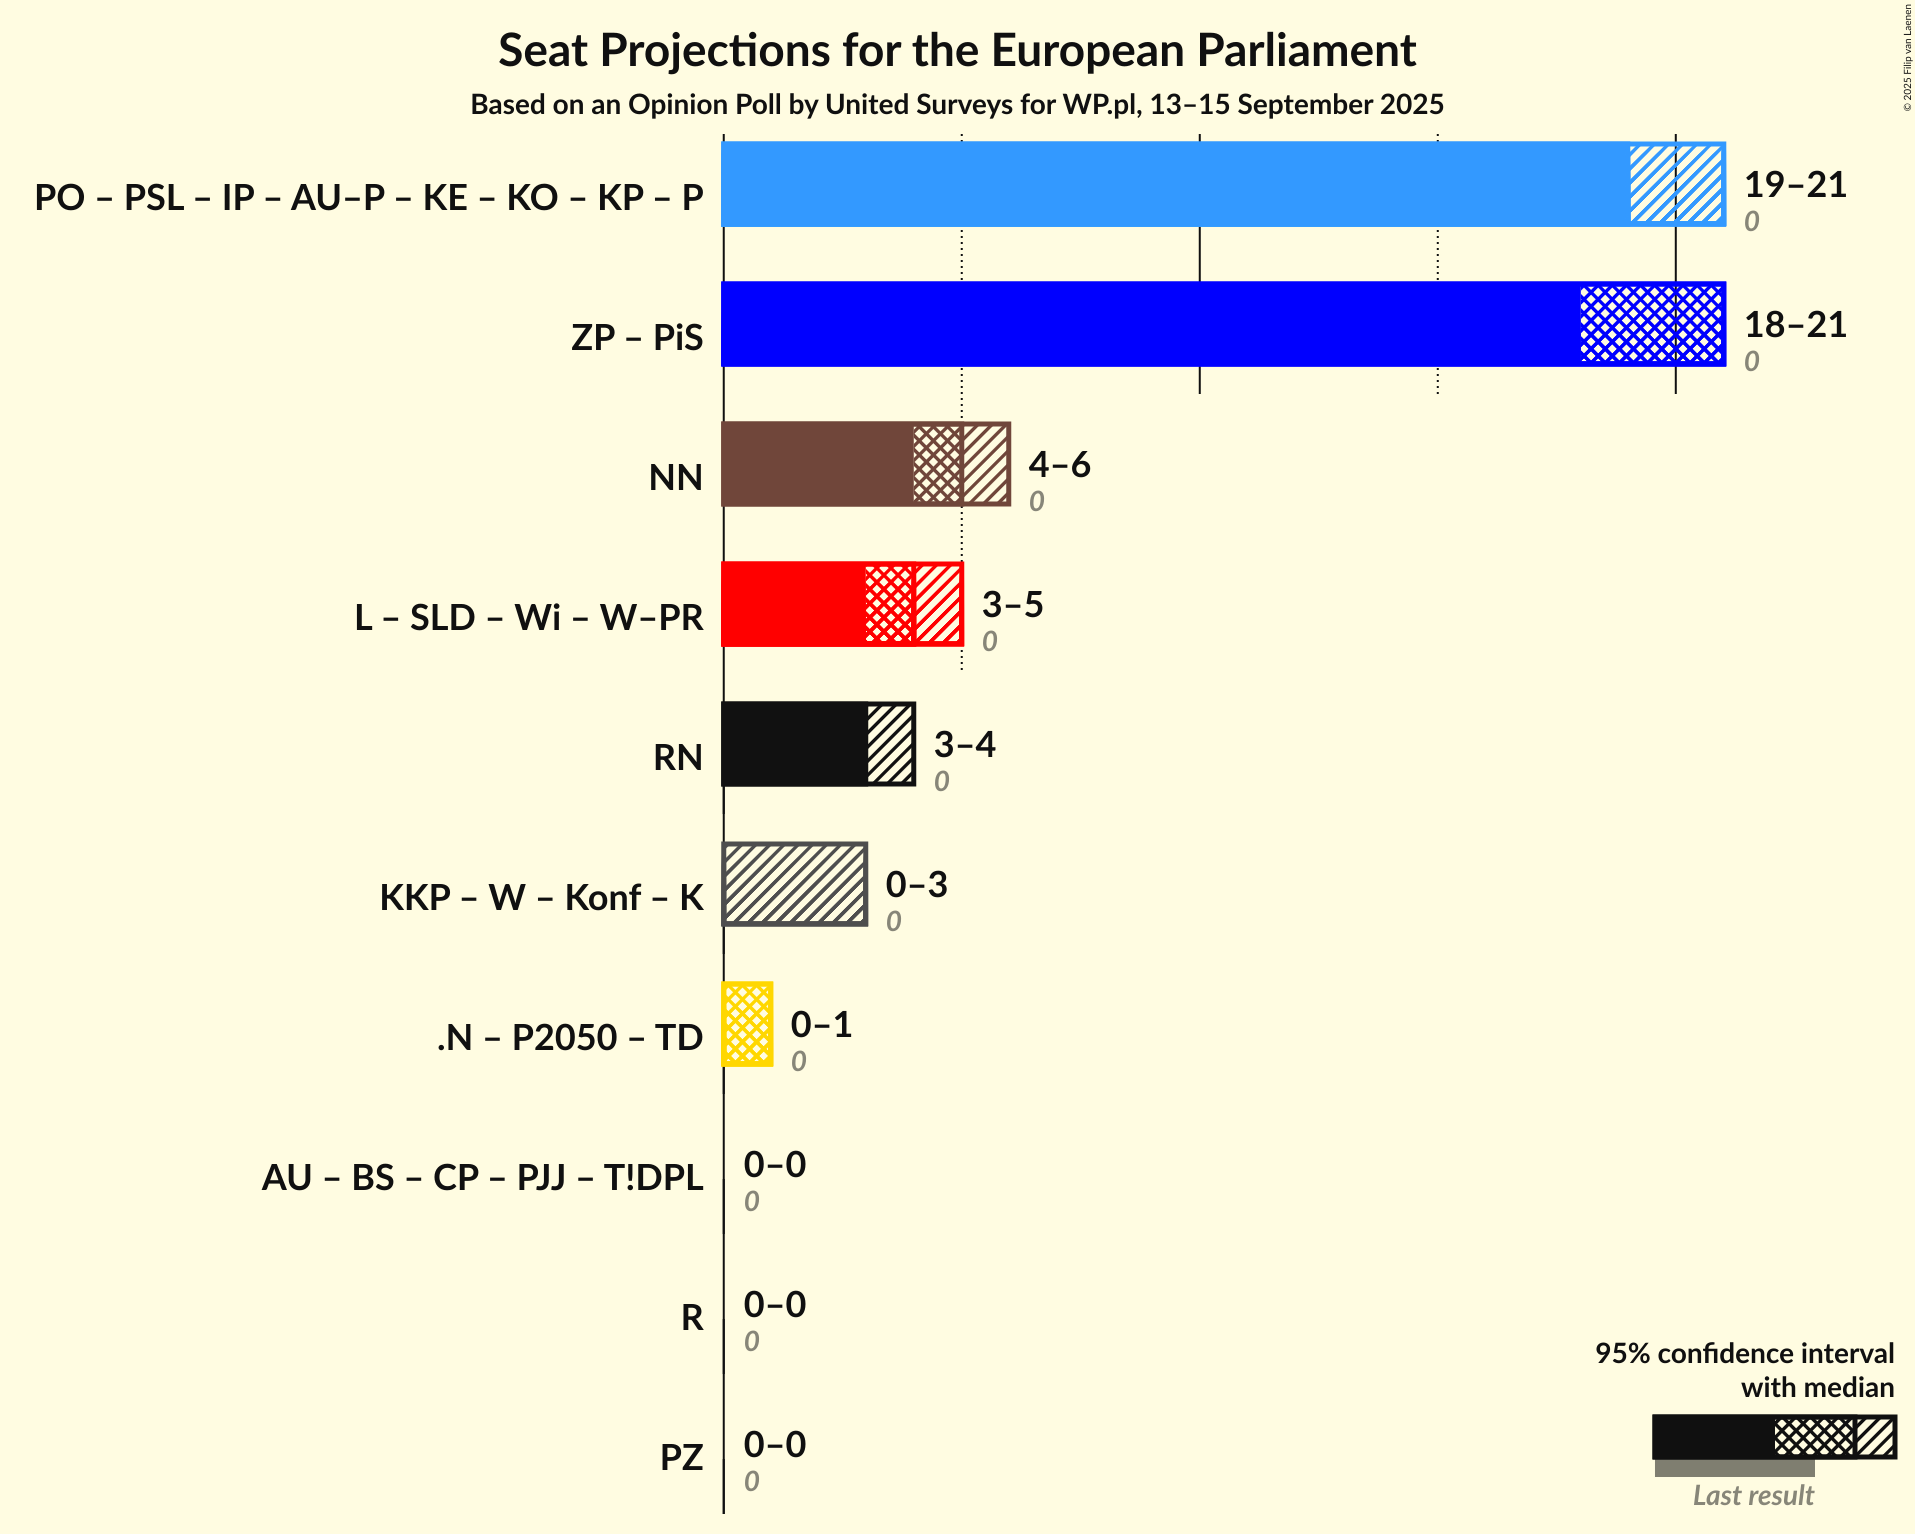 Seat Projections for the European Parliament
Based on an Opinion Poll by United Surveys for WP.pl, 13–15 September 2025
© 2025 Filip van Laenen
PO – PSL – IP – AU–P – KE – KO – KP – P
19–21
0
ZP – PiS
18–21
0
NN
4–6
0
L – SLD – Wi – W–PR
3–5
0
RN
3–4
0
KKP – W – Konf – K
0–3
0
.N – P2050 – TD
0–1
0
AU – BS – CP – PJJ – T!DPL
0–0
0
R
0–0
0
PZ
0–0
0
95% confidence interval
with median
Last result